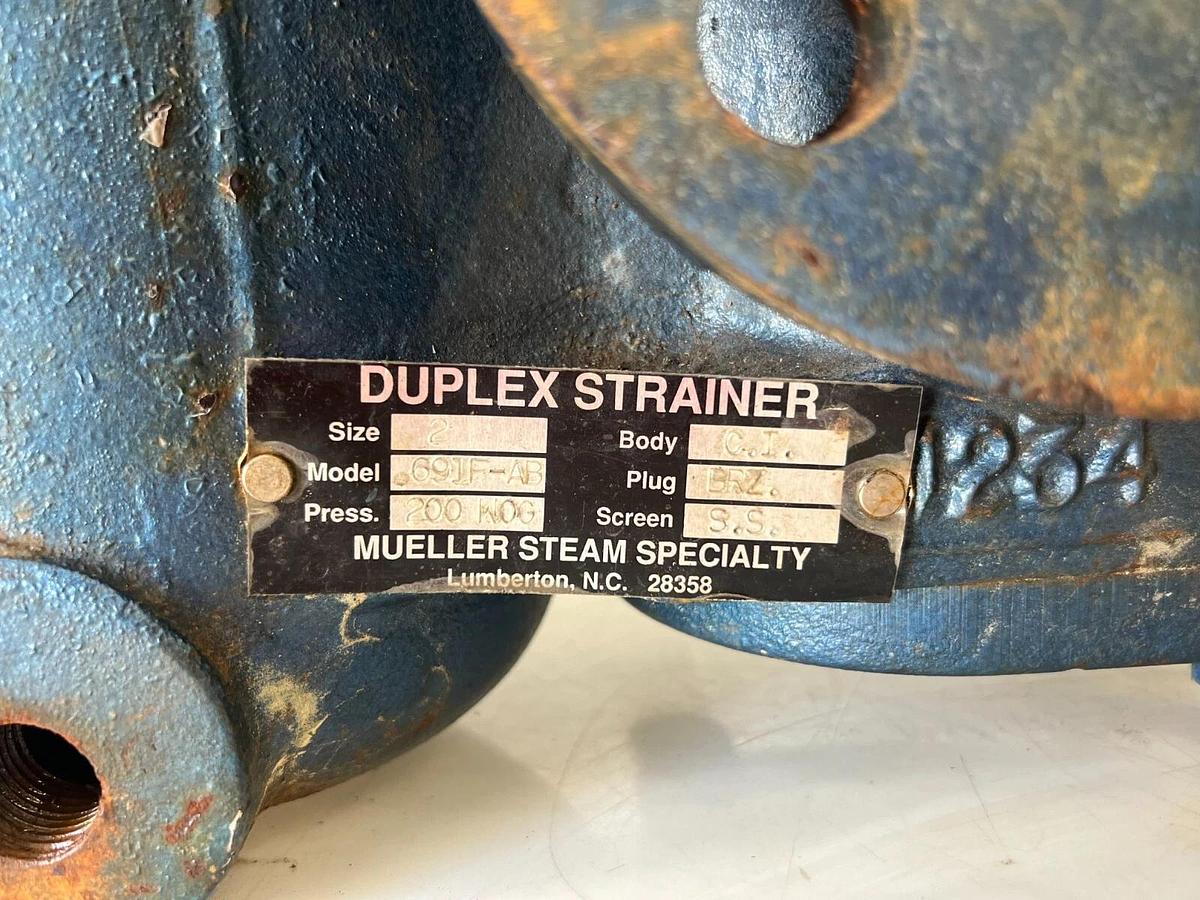 DUPLEX STRAINER
Size 2 Body C.I.
Model .691F-AB Plug BRZ.
Press. 200 WOG Screen S.S.
MUELLER STEAM SPECIALTY
Lumberton, N.C. 28358
1234